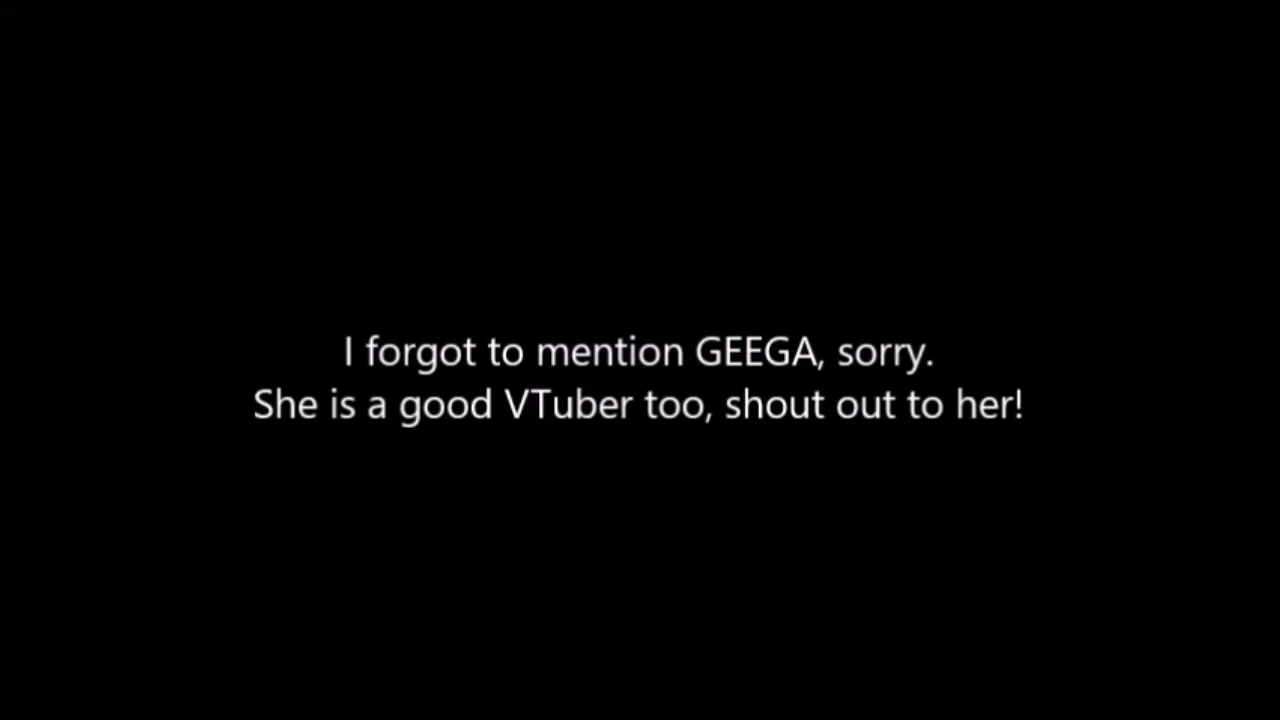 I forgot to mention GEEGA, sorry.
She is a good VTuber too, shout out to her!